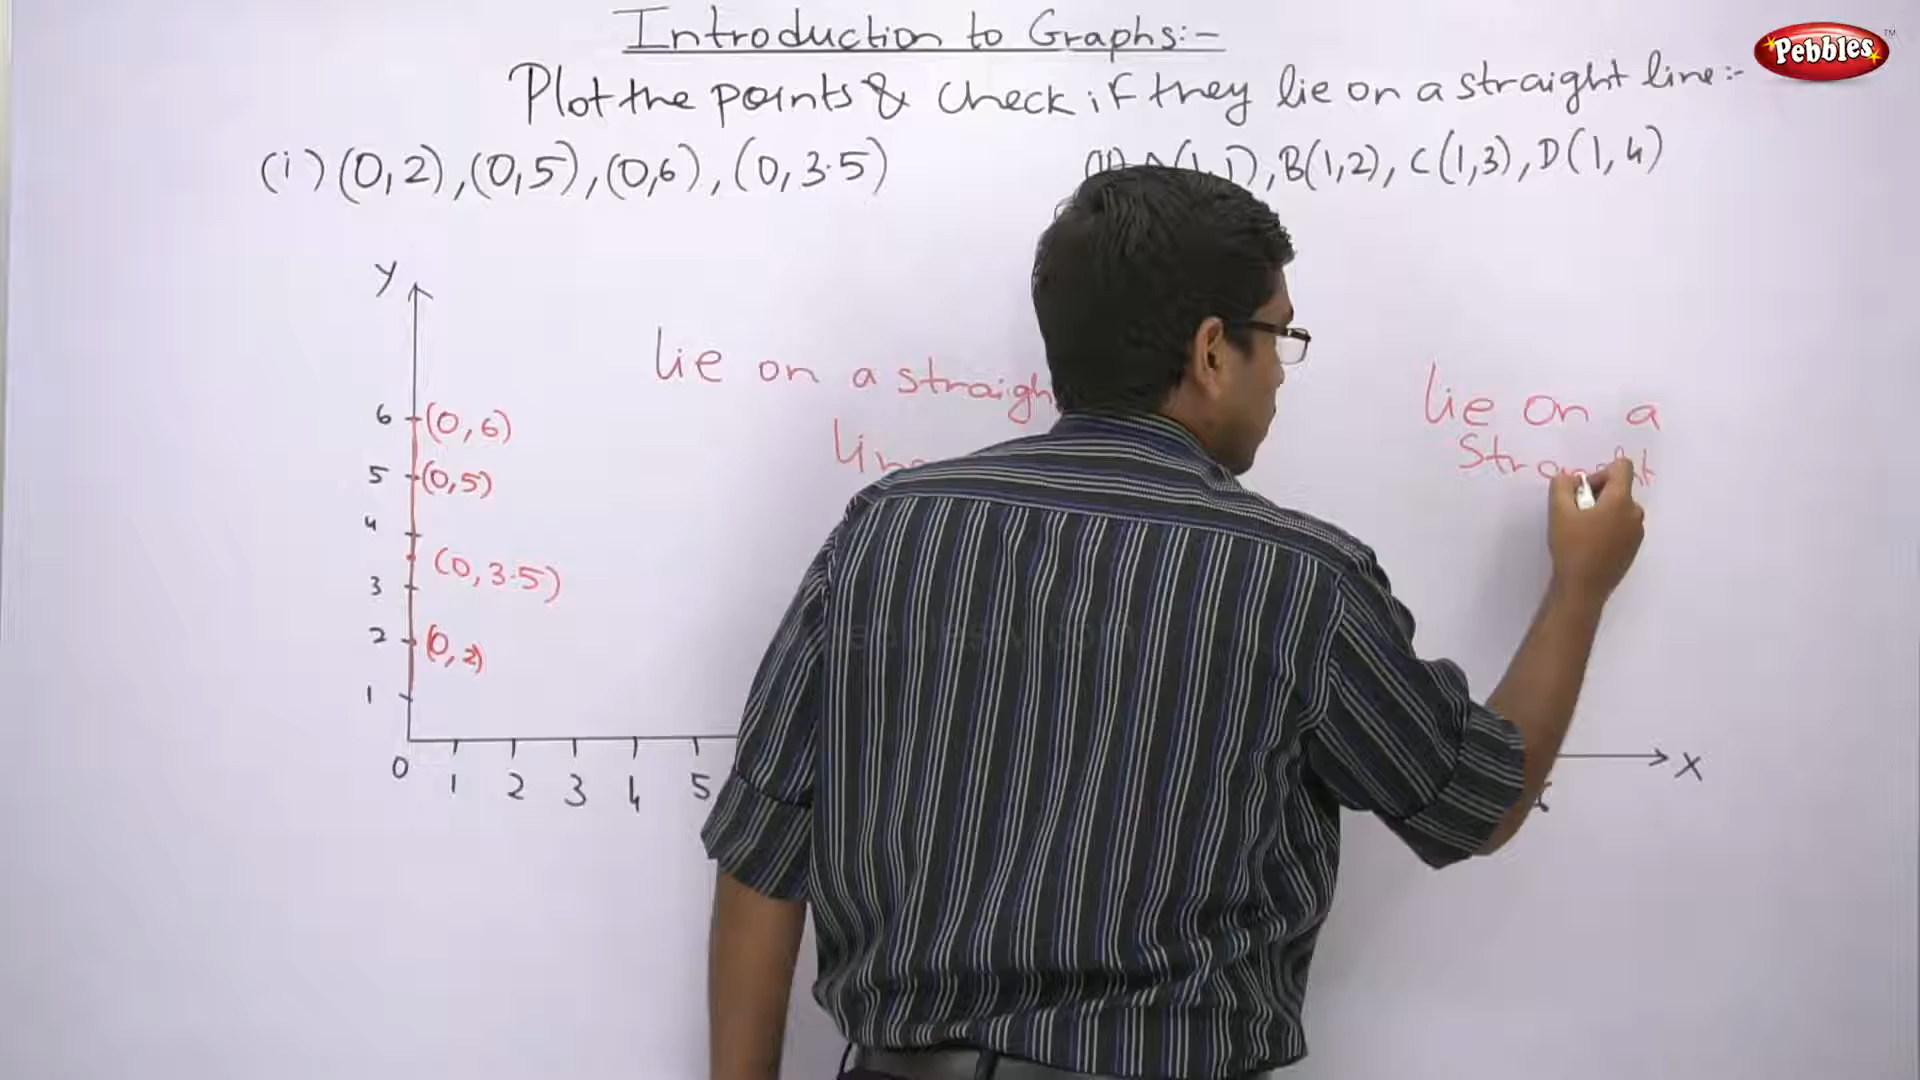 Introduction to Graphs:-
Pebbles TM
Plot the points & check if they lie on a straight line:-
(i) (0,2), (0,5), (0,6), (0, 3.5)
B(1,2), C(1,3), D(1,4)
Y
lie on a
lie on a a straigh
6 (0,6)
Straight
5 (0,5)
4
(0,3.5)
3
2 (0,2)
1
X
0 1 2 3 4 5